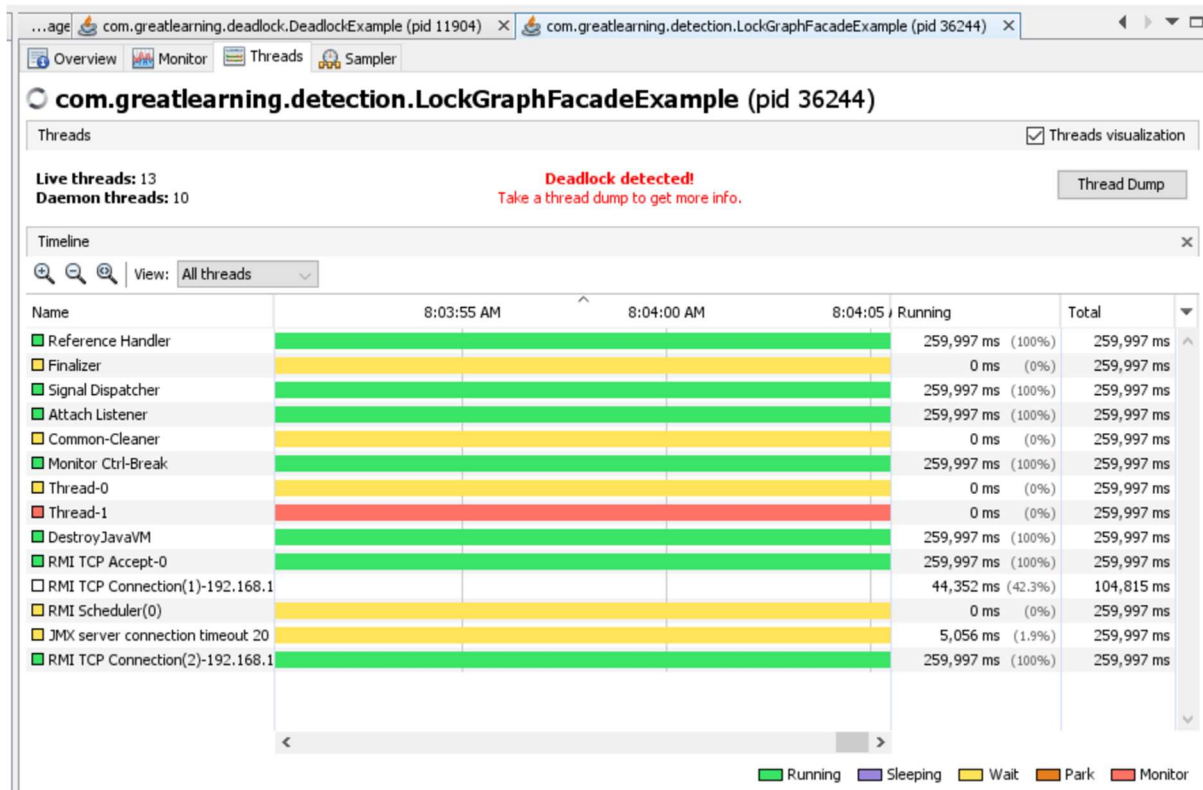 ...age com.greatlearning.deadlock.DeadlockExample (pid 11904) com.greatlearning.detection.LockGraphFacadeExample (pid 36244)
Overview Monitor Threads Sampler
com.greatlearning.detection.LockGraphFacadeExample (pid 36244)
Threads Threads visualization
Live threads: 13 Deadlock detected! Thread Dump
Daemon threads: 10 Take a thread dump to get more info.
Timeline
View: All threads
Name 8:03:55 AM 8:04:00 AM 8:04:05 Running Total
Reference Handler 259,997 ms (100%) 259,997 ms
Finalizer 0 ms (0%) 259,997 ms
Signal Dispatcher 259,997 ms (100%) 259,997 ms
Attach Listener 259,997 ms (100%) 259,997 ms
Common-Cleaner 0 ms (0%) 259,997 ms
Monitor Ctrl-Break 259,997 ms (100%) 259,997 ms
Thread-0 0 ms (0%) 259,997 ms
Thread-1 0 ms (0%) 259,997 ms
DestroyJavaVM 259,997 ms (100%) 259,997 ms
RMI TCP Accept-0 259,997 ms (100%) 259,997 ms
RMI TCP Connection(1)-192.168.1 44,352 ms (42.3%) 104,815 ms
RMI Scheduler(0) 0 ms (0%) 259,997 ms
JMX server connection timeout 20 5,056 ms (1.9%) 259,997 ms
RMI TCP Connection(2)-192.168.1 259,997 ms (100%) 259,997 ms
Running Sleeping Wait Park Monitor